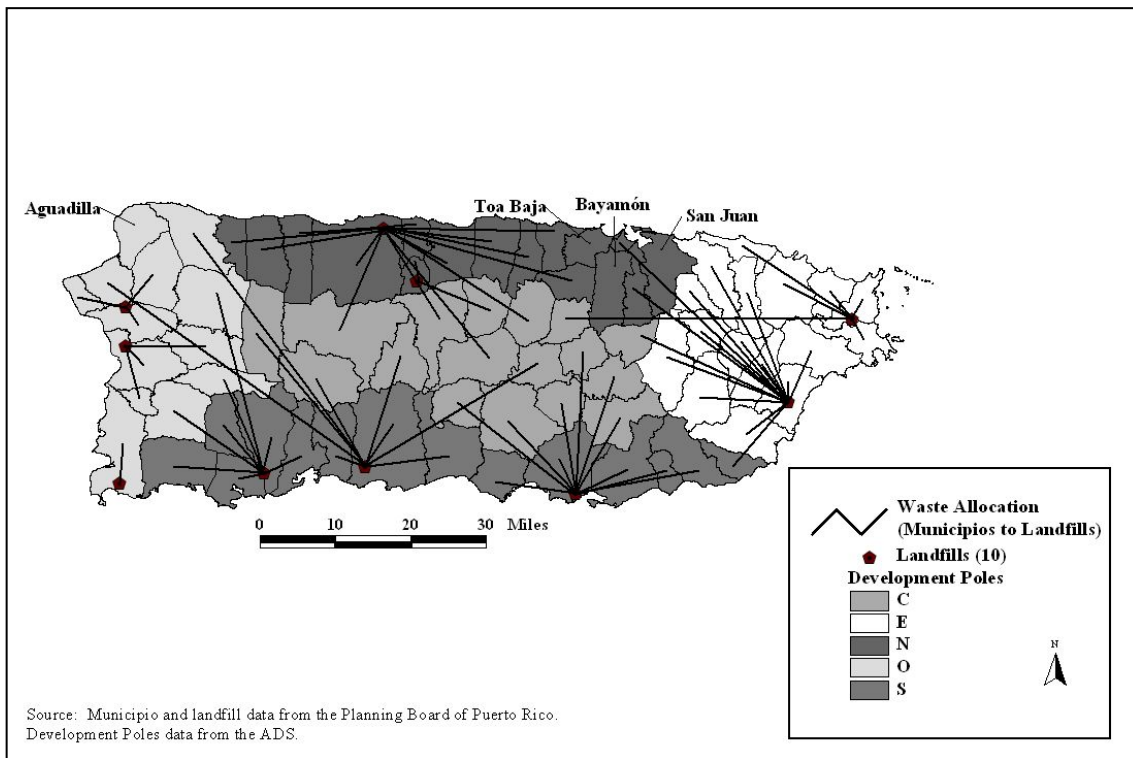 Aguadilla
Toa Baja
Bayamón
San Juan
0 10 20 30 Miles
Waste Allocation
(Municipios to Landfills)
Landfills (10)
Development Poles
C
E
N
O
S
N
Source: Municipio and landfill data from the Planning Board of Puerto Rico.
Development Poles data from the ADS.